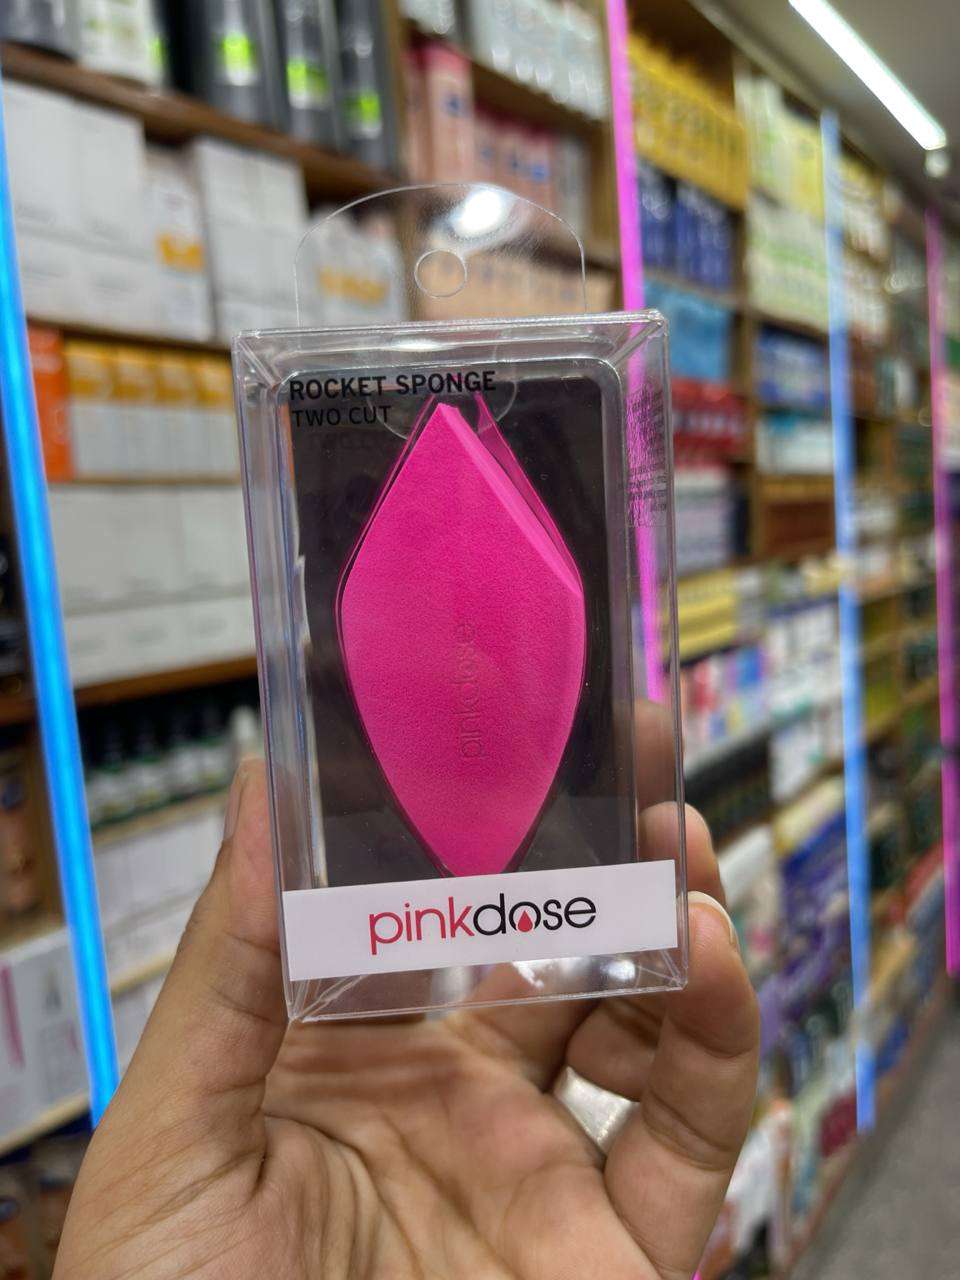 ROCKET SPONGE
TWO CUT
pinkdose
pinkdose